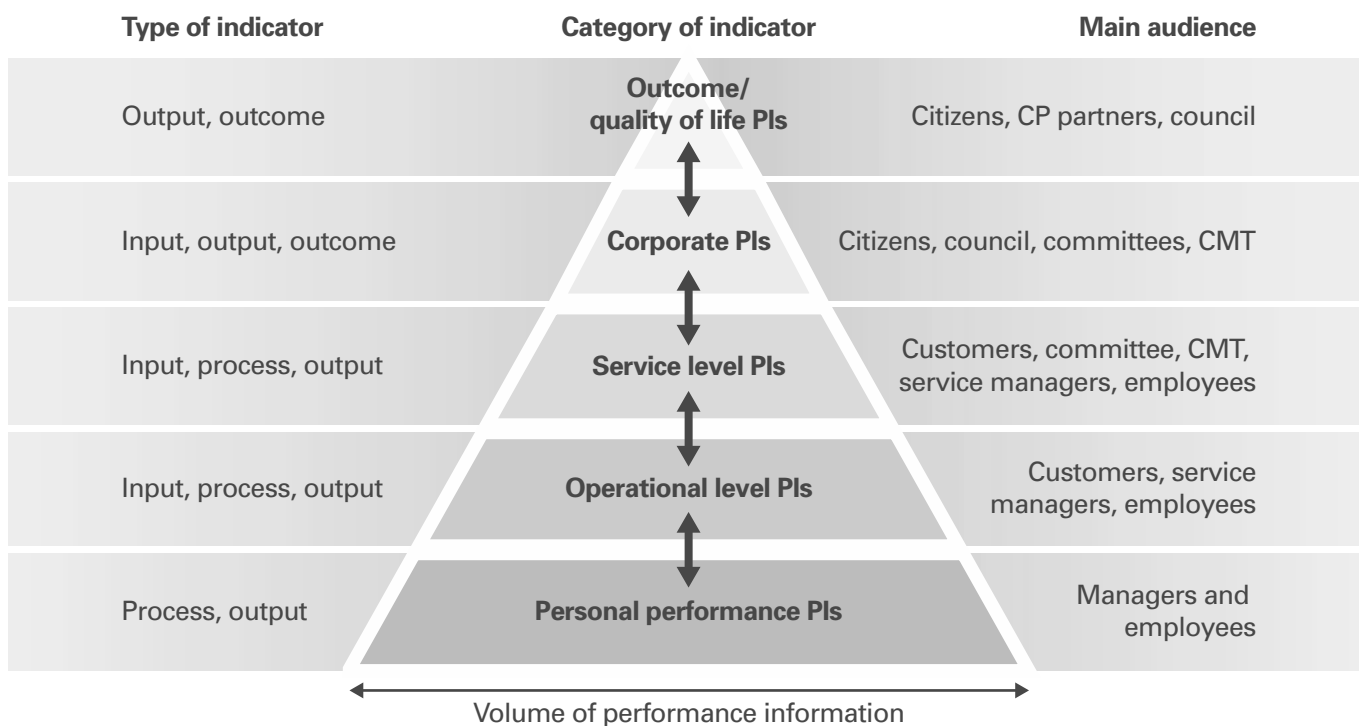 Type of indicator
Category of indicator
Main audience
Output, outcome
Outcome/
quality of life PIs
Citizens, CP partners, council
Input, output, outcome
Corporate PIs
Citizens, council, committees, CMT
Input, process, output
Service level PIs
Customers, committee, CMT,
service managers, employees
Input, process, output
Operational level PIs
Customers, service
managers, employees
Process, output
Personal performance PIs
Managers and
employees
Volume of performance information